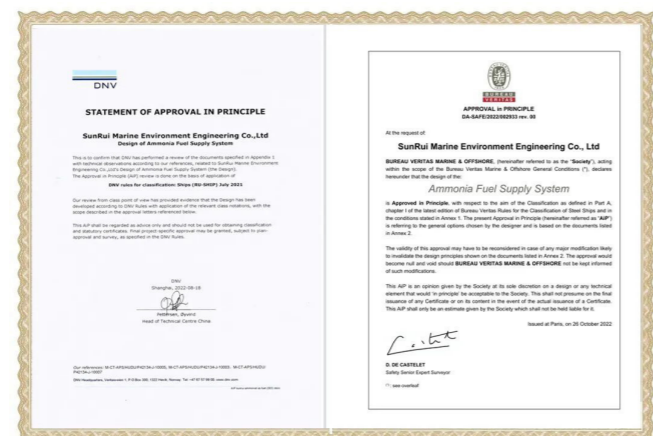 DNV
STATEMENT OF APPROVAL IN PRINCIPLE
SunRui Marine Environment Engineering Co.,Ltd
Design of Ammonia Fuel Supply System
This is to confirm that DNV has performed a review of the documents specified in Appendix 1
with technical observations according to our references, related to SunRui Marine Environment
Engineering Co.,Ltd's Design of Ammonia Fuel Supply System (the Design).
The Approval in Principle (AiP) review is done on the basis of application of
DNV rules for classification: Ships (RU-SHIP) July 2021
Our review from class point of view has provided evidence that the Design has been
developed according to DNV Rules with application of the relevant class notations, with the
scope described in the approval letters referenced below.
This AiP shall be regarded as advice only and should not be used for obtaining classification
and statutory certificates. Final project-specific approval may be granted, subject to plan-
approval and survey, as specified in the DNV Rules.
DNV
Shanghai, 2022-08-18
Pettersen, Øyvind
Head of Technical Centre China
Our references:
BUREAU
VERITAS
APPROVAL in PRINCIPLE
DA-SAFE/2022/082933 rev. 00
At the request of:
SunRui Marine Environment Engineering Co., Ltd
BUREAU VERITAS MARINE & OFFSHORE, (hereinafter referred to as the "Society"), acting
within the scope of the Bureau Veritas Marine & Offshore General Conditions (*), declares
hereunder that the design of the:
Ammonia Fuel Supply System
is Approved in Principle, with respect to the aim of the Classification as defined in Part A,
chapter I of the latest edition of Bureau Veritas Rules for the Classification of Steel Ships and in
the conditions stated in Annex 1. The present Approval in Principle (hereinafter referred as "AiP")
is referring to the general options chosen by the designer and is based on the documents listed
in Annex 2.
The validity of this approval may have to be reconsidered in case of any major modification likely
to invalidate the design principles shown on the documents listed in Annex 2. The approval would
become null and void should BUREAU VERITAS MARINE & OFFSHORE not be kept informed
of such modifications.
This AiP is an opinion given by the Society at its sole discretion on a design or any technical
element that would 'in principle' be acceptable to the Society. This shall not presume on the final
issuance of any Certificate or on its content in the event of the actual issuance of a Certificate.
This AiP shall only be an estimate given by the Society which shall not be held liable for it.
Issued at Paris, on 26 October 2022
D. DE CASTELET
Safety Senior Expert Surveyor
(*): see overleaf